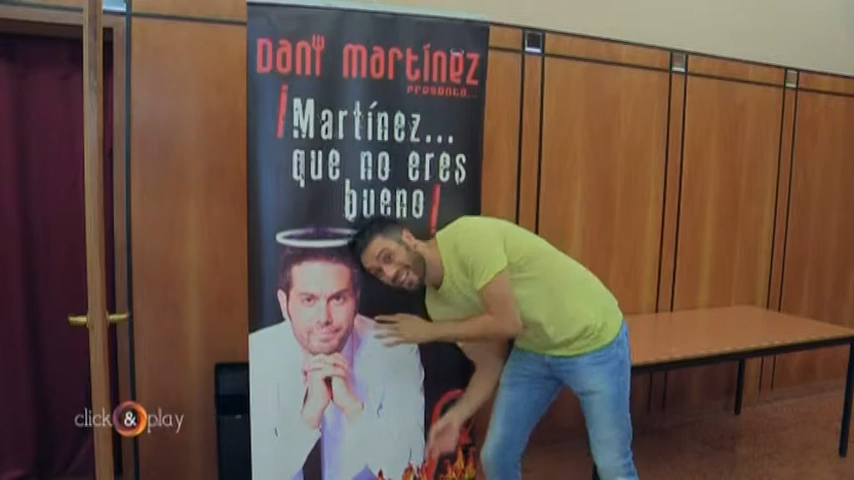 Dani Martínez
presenta...
¡Martínez...
que no eres
bueno!
click & play